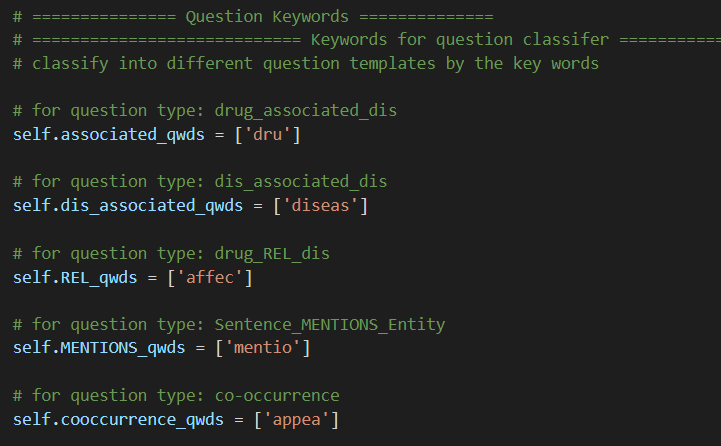 # =============== Question Keywords ==============
# ============================ Keywords for question classifer ===========
# classify into different question templates by the key words
# for question type: drug_associated_dis
self.associated_qwds = ['dru']
# for question type: dis_associated_dis
self.dis_associated_qwds = ['diseas']
# for question type: drug_REL_dis
self.REL_qwds = ['affec']
# for question type: Sentence_MENTIONS_Entity
self.MENTIONS_qwds = ['mentio']
# for question type: co-occurrence
self.cooccurrence_qwds = ['appea']